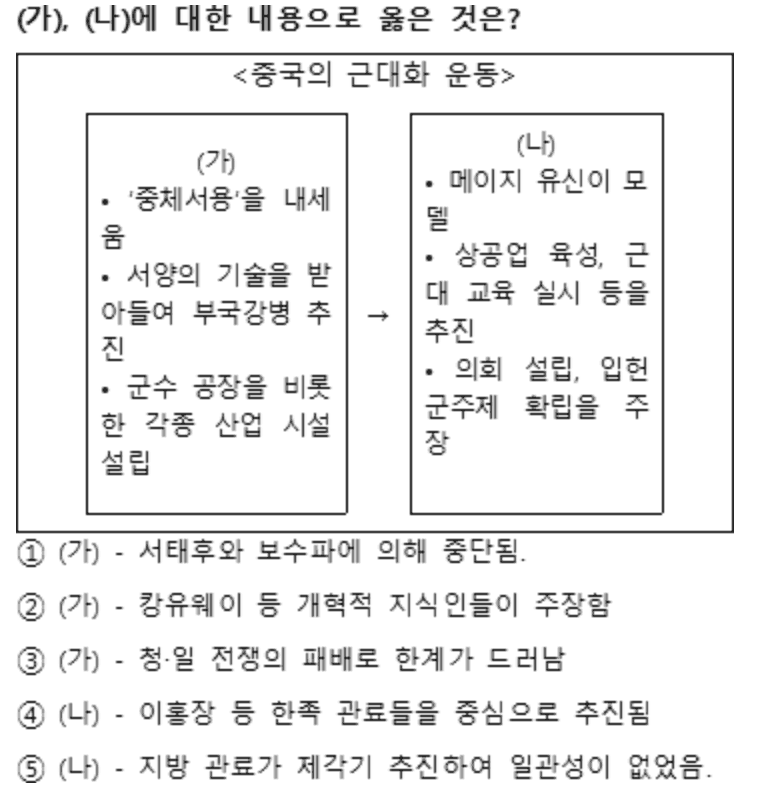 (가), (나)에 대한 내용으로 옳은 것은?
<중국의 근대화 운동>
(가)
• '중체서용'을 내세
움
• 서양의 기술을 받
아들여 부국강병 추
진
• 군수 공장을 비롯
한 각종 산업 시설
설립
→
(나)
• 메이지 유신이 모
델
• 상공업 육성, 근
대 교육 실시 등을
추진
• 의회 설립, 입헌
군주제 확립을 주
장
① (가) - 서태후와 보수파에 의해 중단됨.
② (가) - 캉유웨이 등 개혁적 지식인들이 주장함
③ (가) - 청·일 전쟁의 패배로 한계가 드러남
④ (나) - 이홍장 등 한족 관료들을 중심으로 추진됨
⑤ (나) - 지방 관료가 제각기 추진하여 일관성이 없었음.